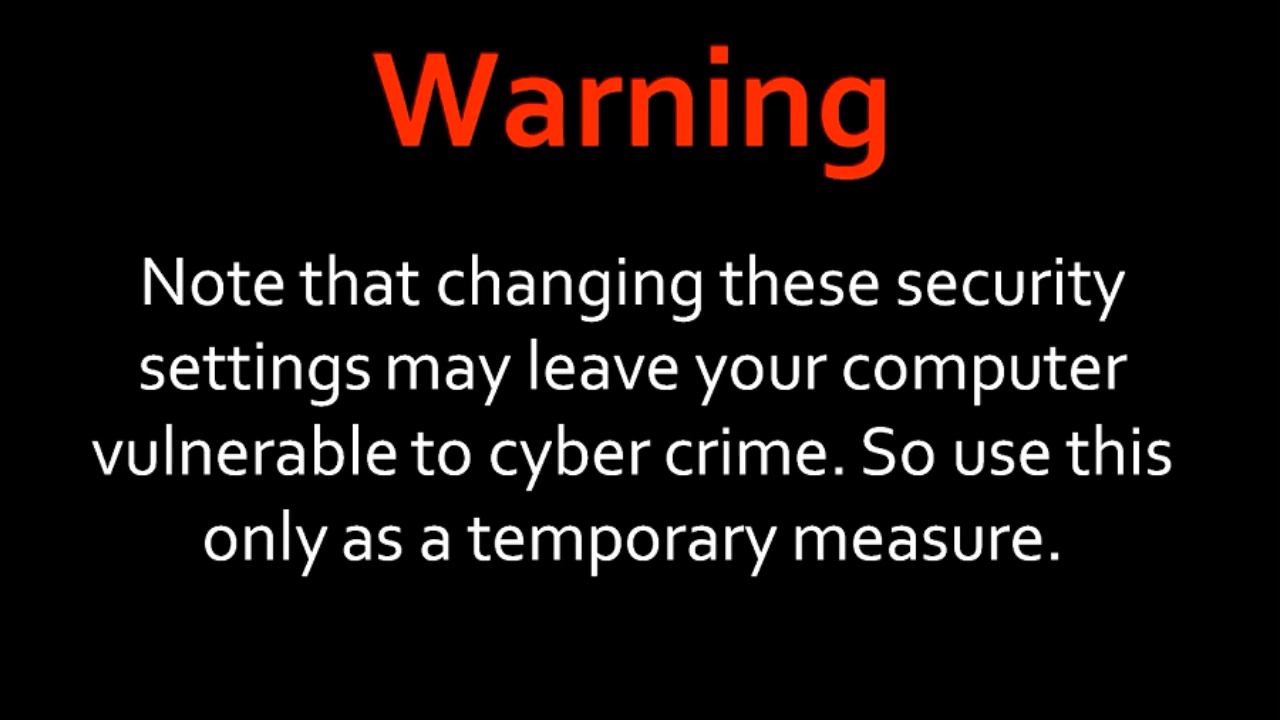 Warning
Note that changing these security
settings may leave your computer
vulnerable to cyber crime. So use this
only as a temporary measure.